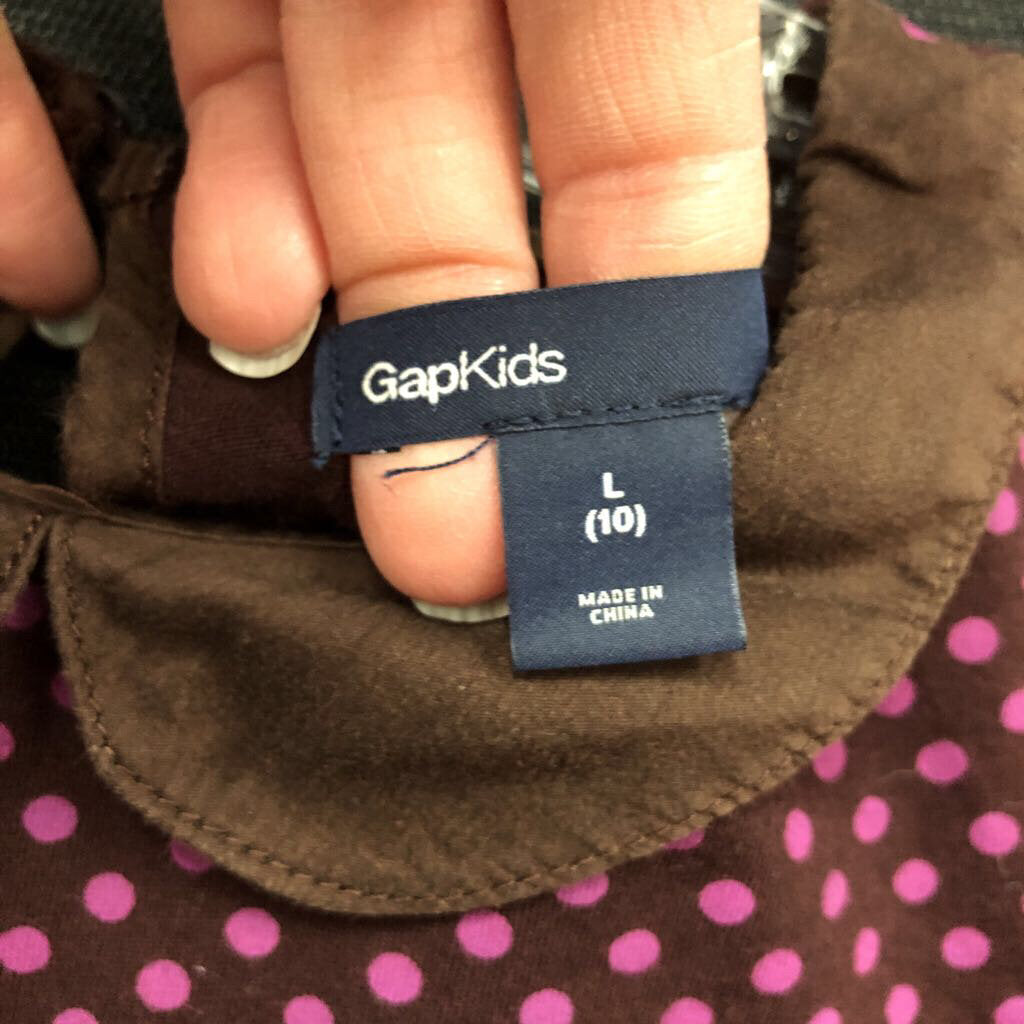 GapKids
L
(10)
MADE IN
CHINA